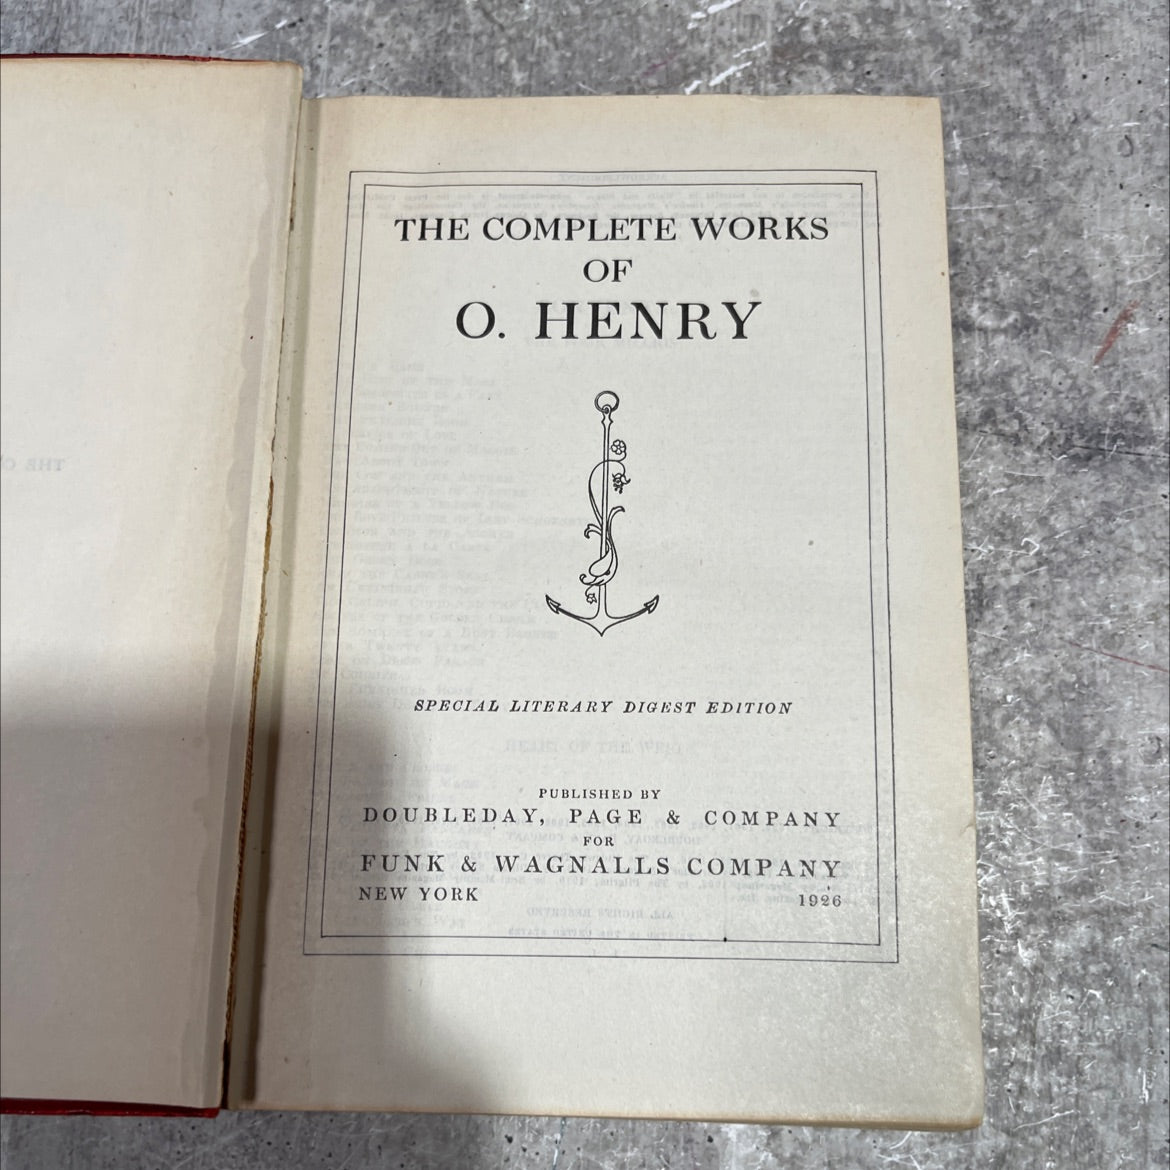 THE COMPLETE WORKS
OF
O. HENRY
SPECIAL LITERARY DIGEST EDITION
PUBLISHED BY
DOUBLEDAY, PAGE & COMPANY
FOR
FUNK & WAGNALLS COMPANY
NEW YORK 1926